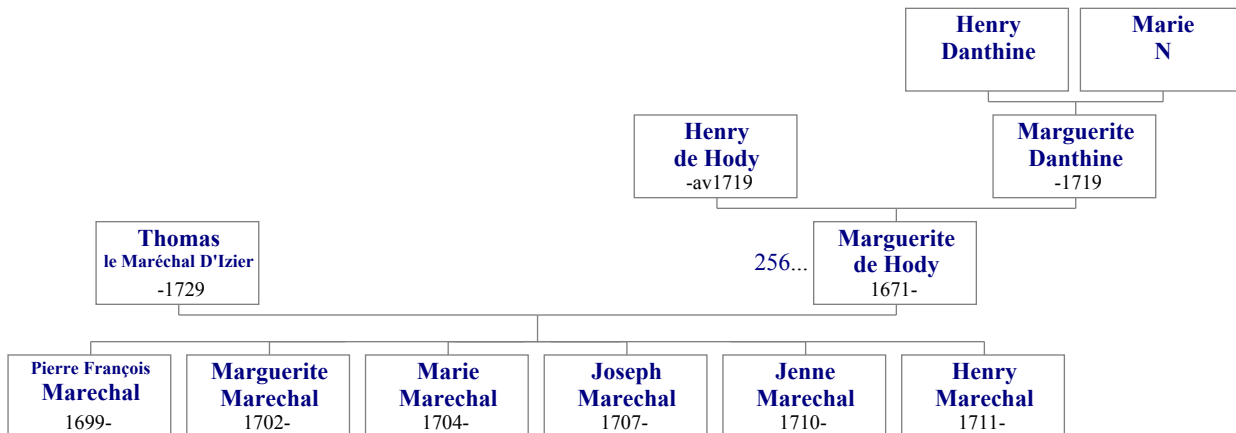 Henry
Danthine
Marie
N
Henry
de Hody
-av1719
Marguerite
Danthine
-1719
Thomas
le Maréchal D'Izier
-1729
256...
Marguerite
de Hody
1671-
Pierre François
Marechal
1699-
Marguerite
Marechal
1702-
Marie
Marechal
1704-
Joseph
Marechal
1707-
Jenne
Marechal
1710-
Henry
Marechal
1711-